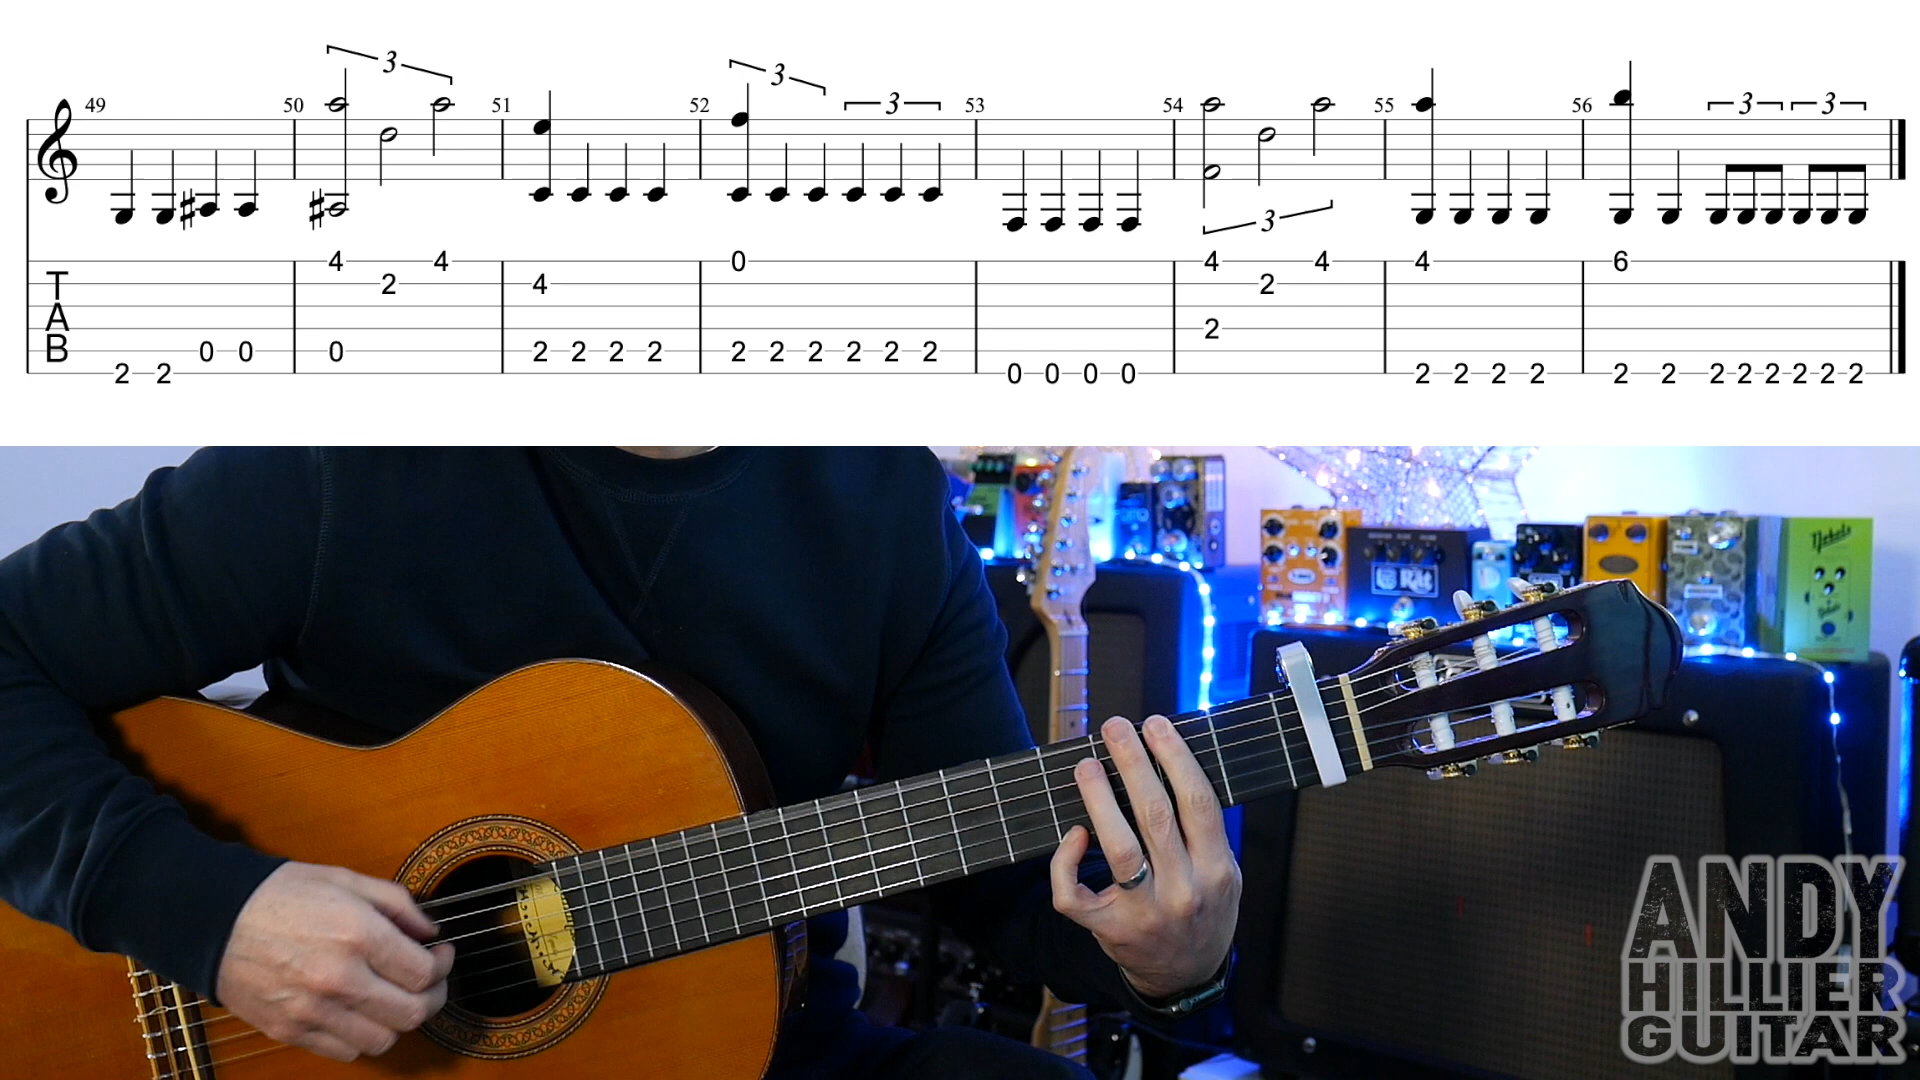 49 50 51 52 53 54 55 56
3 3 3 3 3
3
4 4 0 4 4 4 6
T 2 4 2
A 2
B 0 0 0 2 2 2 2 2 2 2 2 2 2
2 2 0 0 0 0 2 2 2 2 2 2 2 2 2 2 2 2
Rat
Nobels
ANDY
HILLIER
GUITAR